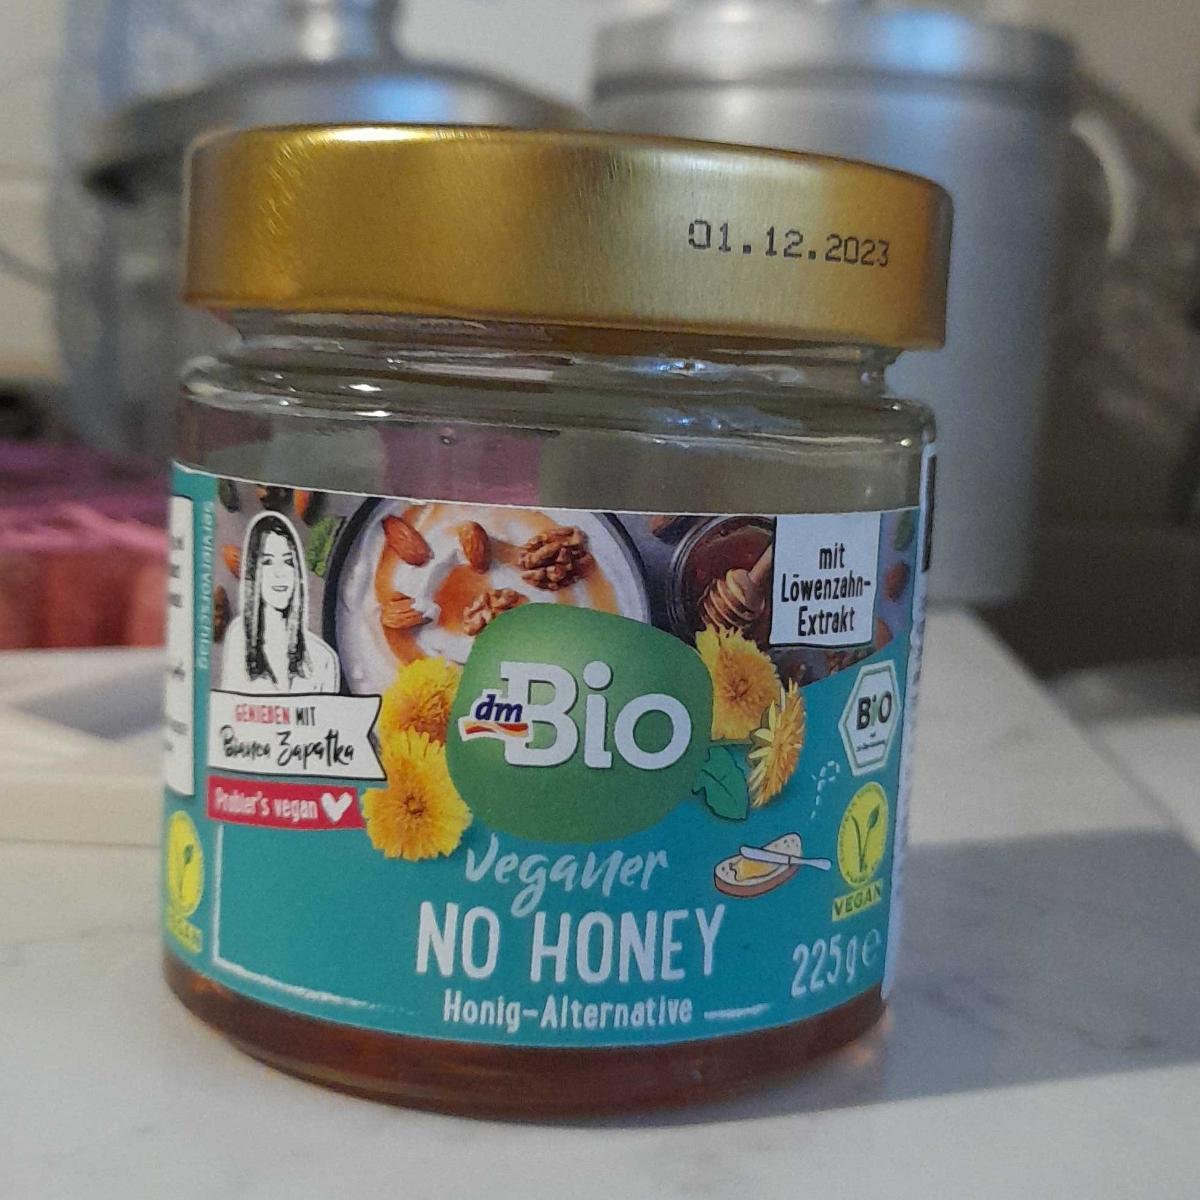 01.12.2023
Serviervorschlag
mit
Löwenzahn-
Extrakt
dm
Bio
BIO
GENIEßEN MIT
Bianca Zapatka
Probier's vegan
Veganer
NO HONEY
Honig-Alternative
VEGAN
225g e